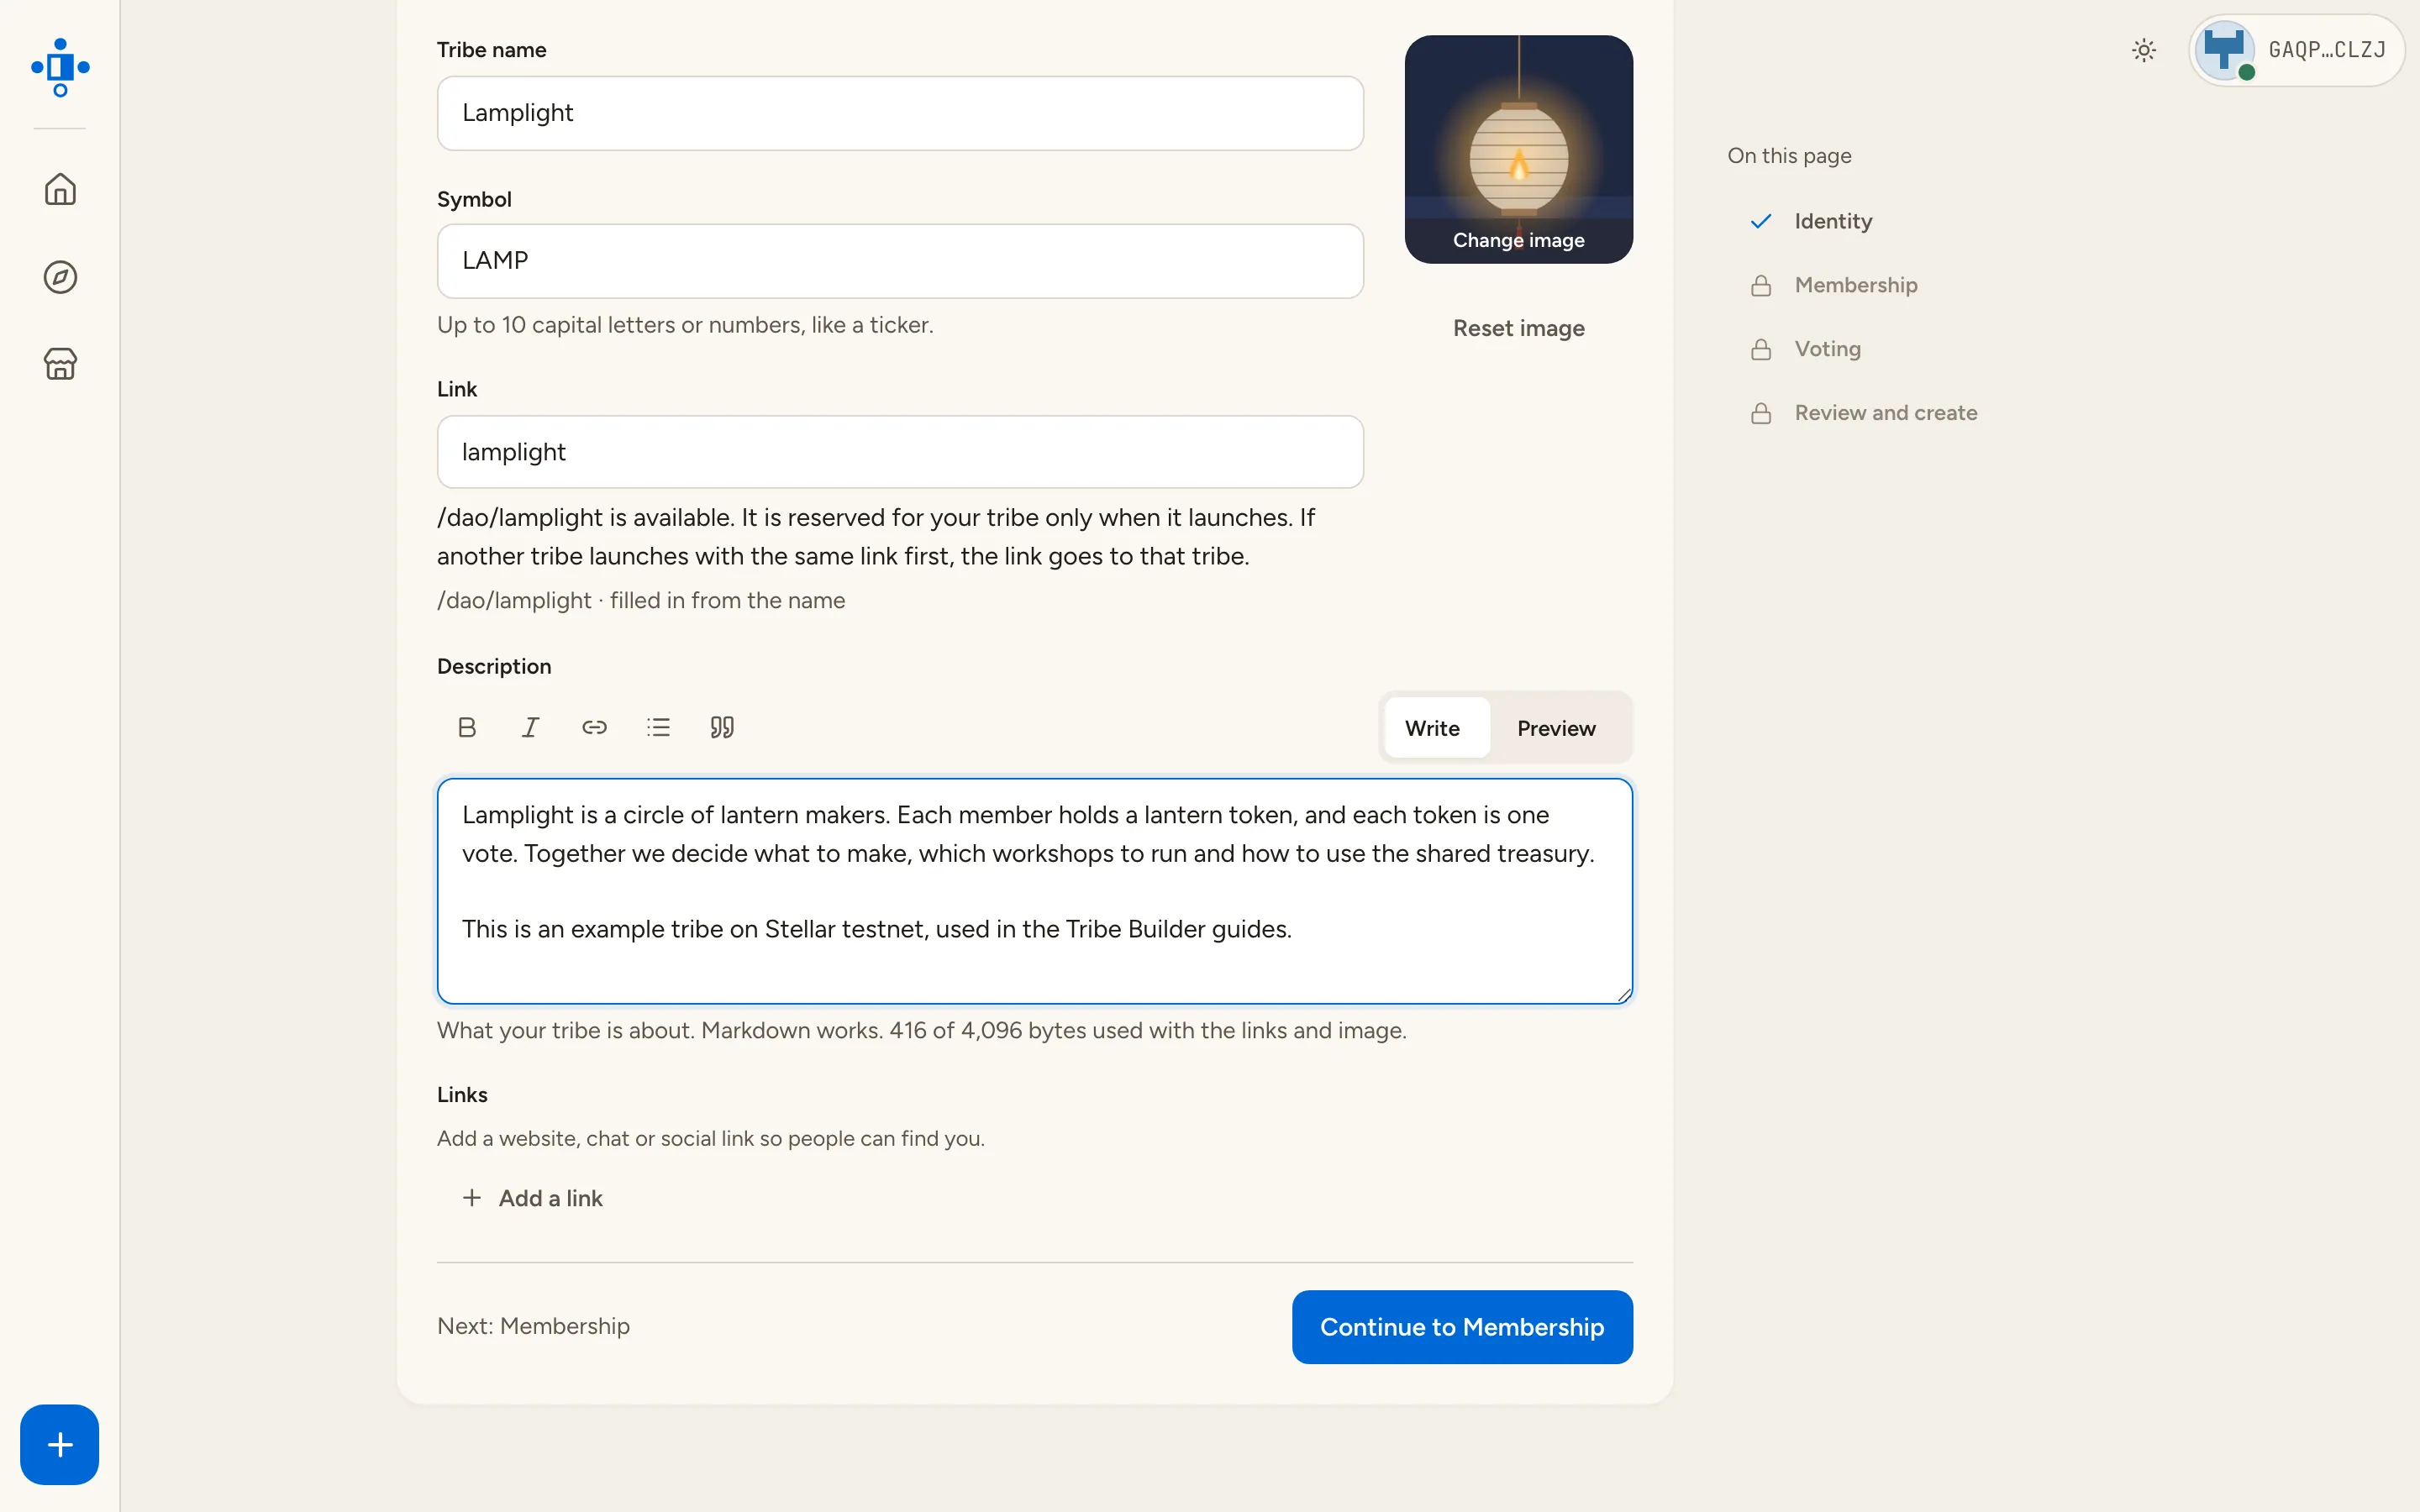 Tribe name
Lamplight
Symbol
LAMP
Up to 10 capital letters or numbers, like a ticker.
Change image
Reset image
Link
lamplight
/dao/lamplight is available. It is reserved for your tribe only when it launches. If
another tribe launches with the same link first, the link goes to that tribe.
/dao/lamplight · filled in from the name
Description
Write
Preview
Lamplight is a circle of lantern makers. Each member holds a lantern token, and each token is one
vote. Together we decide what to make, which workshops to run and how to use the shared treasury.
This is an example tribe on Stellar testnet, used in the Tribe Builder guides.
What your tribe is about. Markdown works. 416 of 4,096 bytes used with the links and image.
Links
Add a website, chat or social link so people can find you.
Add a link
Next: Membership
Continue to Membership
GAQP…CLZJ
On this page
Identity
Membership
Voting
Review and create